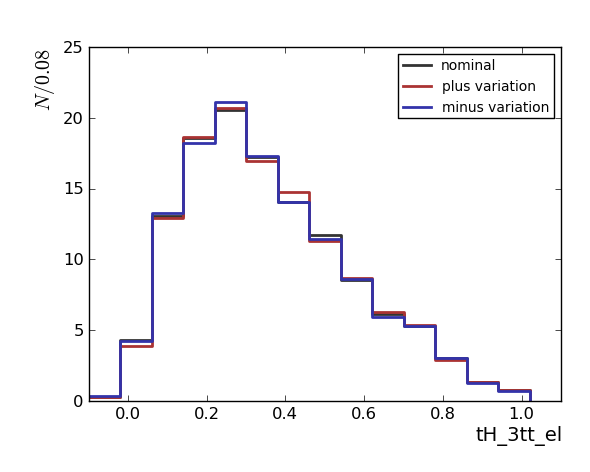 N/0.08
25
20
15
10
5
0
nominal
plus variation
minus variation
0.0 0.2 0.4 0.6 0.8 1.0
tH_3tt_el